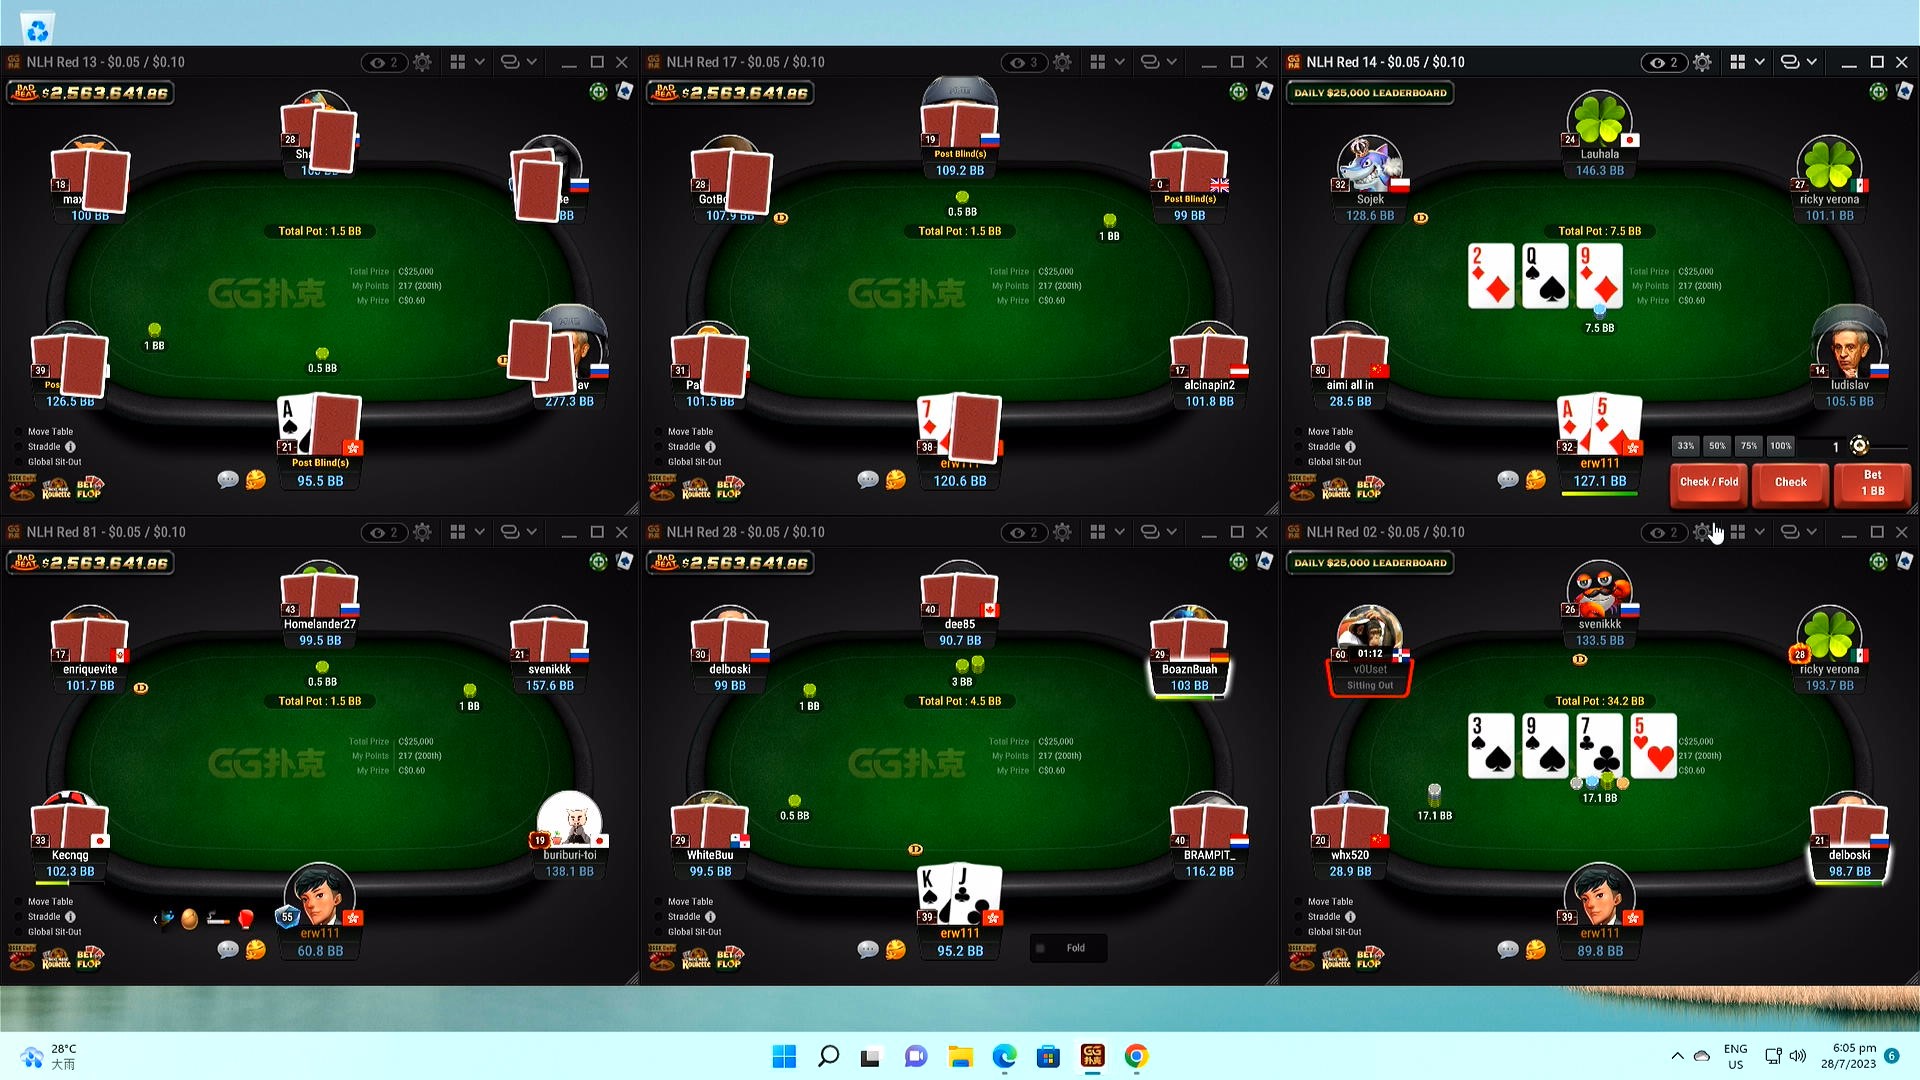 NLH Red 13 - $0.05 / $0.10
2
BAD BEAT $2,563,641.86
28
Sha
18
max
100 BB
Total Pot : 1.5 BB
GG扑克
Total Prize C$25,000
My Points 217 (200th)
My Prize C$0.60
39
126.5 BB
1 BB
0.5 BB
D
277.3 BB
A
21
Post Blind(s)
95.5 BB
Move Table
Straddle
Global Sit-Out
Roulette
BET FLOP
NLH Red 17 - $0.05 / $0.10
3
BAD BEAT $2,563,641.86
19
Post Blind(s)
109.2 BB
28
107.9 BB
D
0
Post Blind(s)
99 BB
0.5 BB
1 BB
Total Pot : 1.5 BB
GG扑克
Total Prize C$25,000
My Points 217 (200th)
My Prize C$0.60
31
101.5 BB
17
alcinapin2
101.8 BB
7
38
erw111
120.6 BB
Move Table
Straddle
Global Sit-Out
Roulette
BET FLOP
NLH Red 14 - $0.05 / $0.10
2
DAILY $25,000 LEADERBOARD
24
Lauhala
146.3 BB
32
Sojek
128.6 BB
D
27
ricky verona
101.1 BB
Total Pot : 7.5 BB
2 Q 9
7.5 BB
Total Prize C$25,000
My Points 217 (200th)
My Prize C$0.60
80
aimi all in
28.5 BB
14
ludislav
105.5 BB
A 5
32
erw111
127.1 BB
Move Table
Straddle
Global Sit-Out
Roulette
BET FLOP
33% 50% 75% 100% 1
Check / Fold
Check
Bet
1 BB
NLH Red 81 - $0.05 / $0.10
2
BAD BEAT $2,563,641.86
43
Homelander27
99.5 BB
17
enriquevite
101.7 BB
D
21
svenikkk
157.6 BB
0.5 BB
1 BB
Total Pot : 1.5 BB
GG扑克
Total Prize C$25,000
My Points 217 (200th)
My Prize C$0.60
33
Kecnqg
102.3 BB
19
buriburi-toi
138.1 BB
55
erw111
60.8 BB
Move Table
Straddle
Global Sit-Out
Roulette
BET FLOP
NLH Red 28 - $0.05 / $0.10
2
BAD BEAT $2,563,641.86
40
dee85
90.7 BB
30
delboski
99 BB
29
BoaznBuah
103 BB
1 BB
3 BB
Total Pot : 4.5 BB
GG扑克
Total Prize C$25,000
My Points 217 (200th)
My Prize C$0.60
0.5 BB
29
WhiteBuu
99.5 BB
D
40
BRAMPIT_
116.2 BB
K J
39
erw111
95.2 BB
Fold
Move Table
Straddle
Global Sit-Out
Roulette
BET FLOP
NLH Red 02 - $0.05 / $0.10
2
DAILY $25,000 LEADERBOARD
26
svenikkk
133.5 BB
D
60
01:12
v0Uset
Sitting Out
28
ricky verona
193.7 BB
Total Pot : 34.2 BB
3 9 7 5
C$25,000
217 (200th)
C$0.60
17.1 BB
17.1 BB
20
whx520
28.9 BB
21
delboski
98.7 BB
39
erw111
89.8 BB
Move Table
Straddle
Global Sit-Out
Roulette
BET FLOP
28°C
大雨
GG扑克
ENG
US
6:05 pm
28/7/2023
6